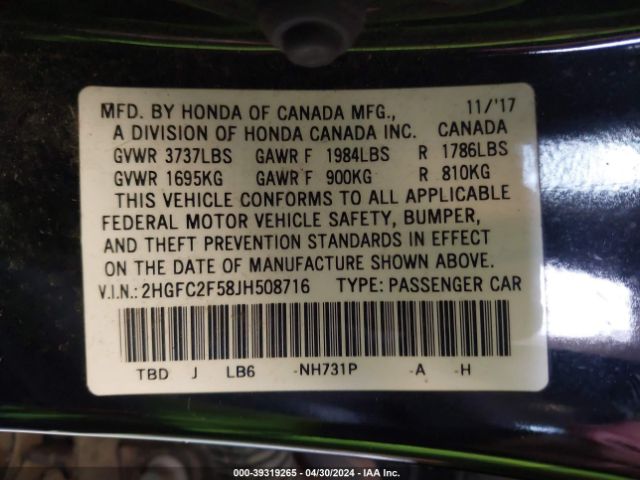 MFD. BY HONDA OF CANADA MFG., 11/'17
A DIVISION OF HONDA CANADA INC. CANADA
GVWR 3737LBS GAWR F 1984LBS R 1786LBS
GVWR 1695KG GAWR F 900KG R 810KG
THIS VEHICLE CONFORMS TO ALL APPLICABLE
FEDERAL MOTOR VEHICLE SAFETY, BUMPER,
AND THEFT PREVENTION STANDARDS IN EFFECT
ON THE DATE OF MANUFACTURE SHOWN ABOVE.
V.I.N.: 2HGFC2F58JH508716 TYPE: PASSENGER CAR
TBD J LB6 -NH731P -A -H
000-39319265 - 04/30/2024 - IAA Inc.